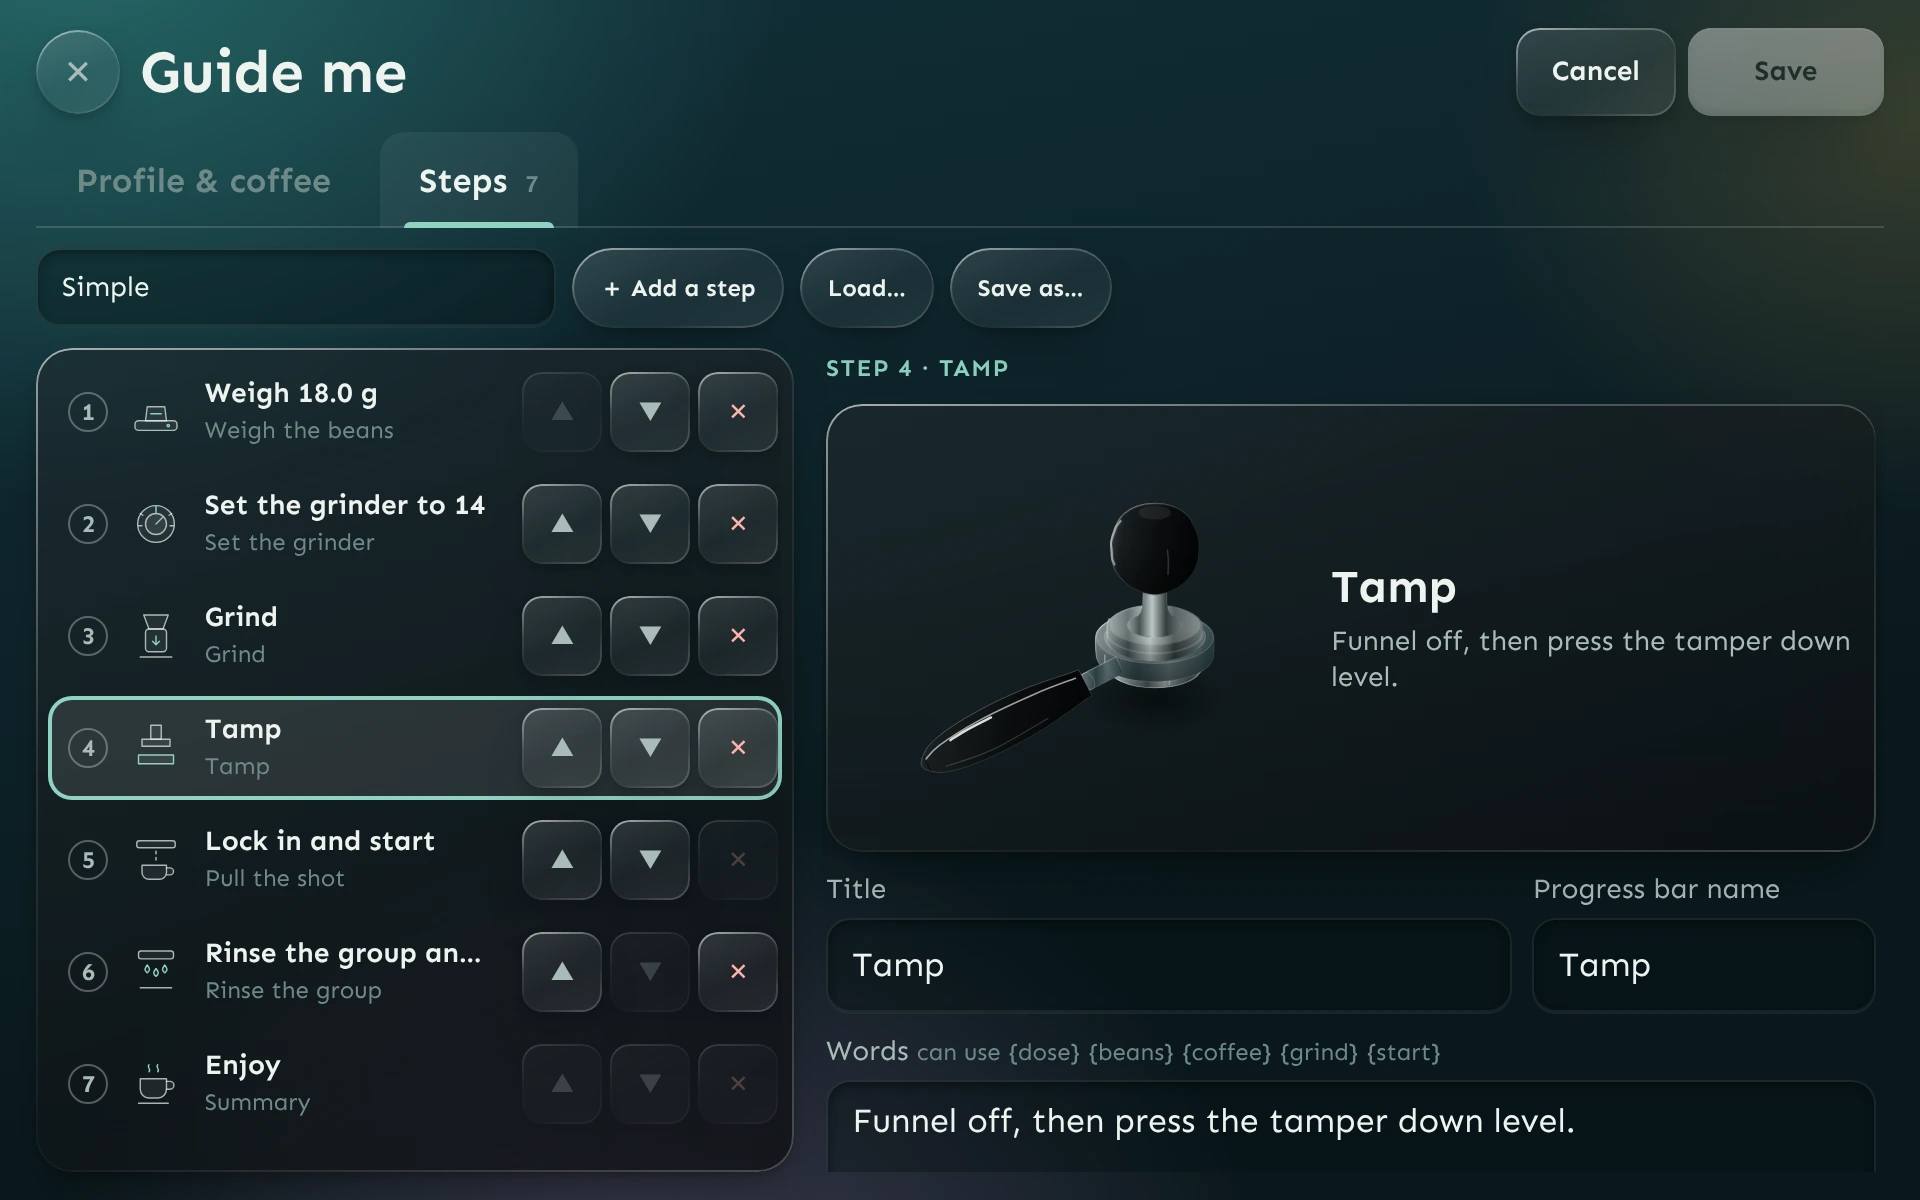 Guide me
Cancel
Save
Profile & coffee
Steps 7
Simple
+ Add a step
Load...
Save as...
1
Weigh 18.0 g
Weigh the beans
2
Set the grinder to 14
Set the grinder
3
Grind
Grind
4
Tamp
Tamp
5
Lock in and start
Pull the shot
6
Rinse the group an...
Rinse the group
7
Enjoy
Summary
STEP 4 · TAMP
Tamp
Funnel off, then press the tamper down
level.
Title
Progress bar name
Tamp
Tamp
Words can use {dose} {beans} {coffee} {grind} {start}
Funnel off, then press the tamper down level.